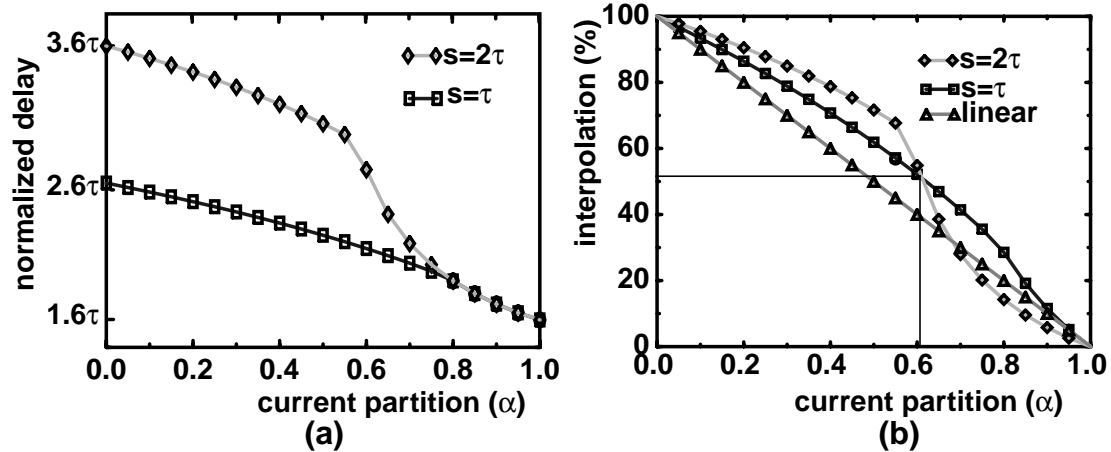 normalized delay
3.6τ
2.6τ
1.6τ
s=2τ
s=τ
0.0 0.2 0.4 0.6 0.8 1.0
current partition (α)
(a)
interpolation (%)
100
80
60
40
20
0
s=2τ
s=τ
linear
0.0 0.2 0.4 0.6 0.8 1.0
current partition (α)
(b)